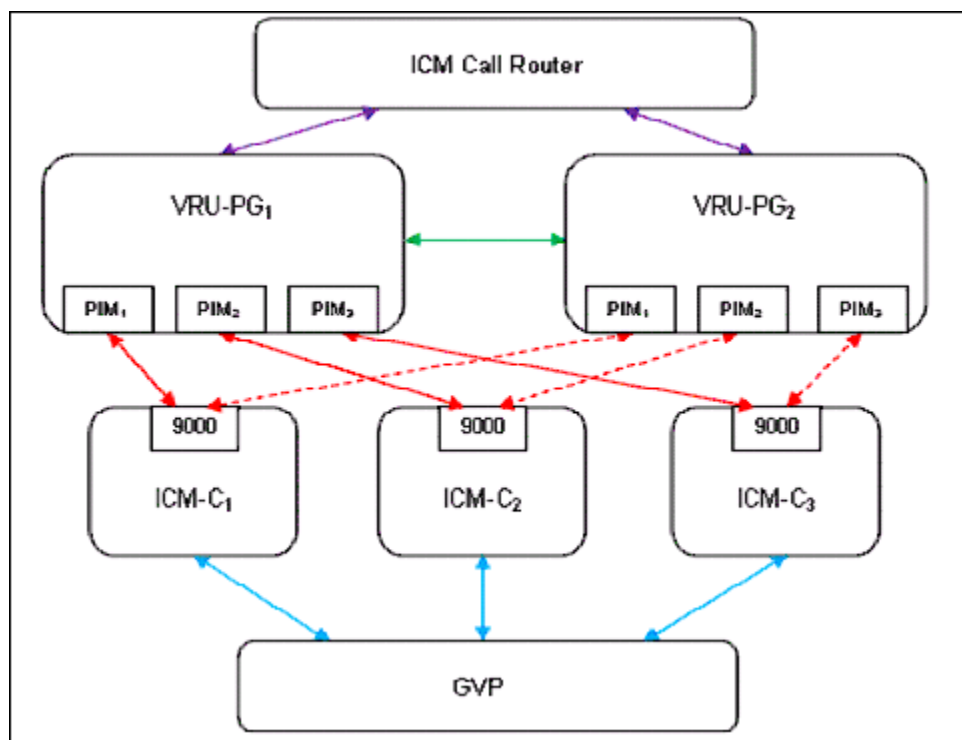 ICM Call Router
VRU-PG₁
VRU-PG₂
PIM₁
PIM₂
PIM₃
PIM₁
PIM₂
PIM₃
9000
9000
9000
ICM-C₁
ICM-C₂
ICM-C₃
GVP